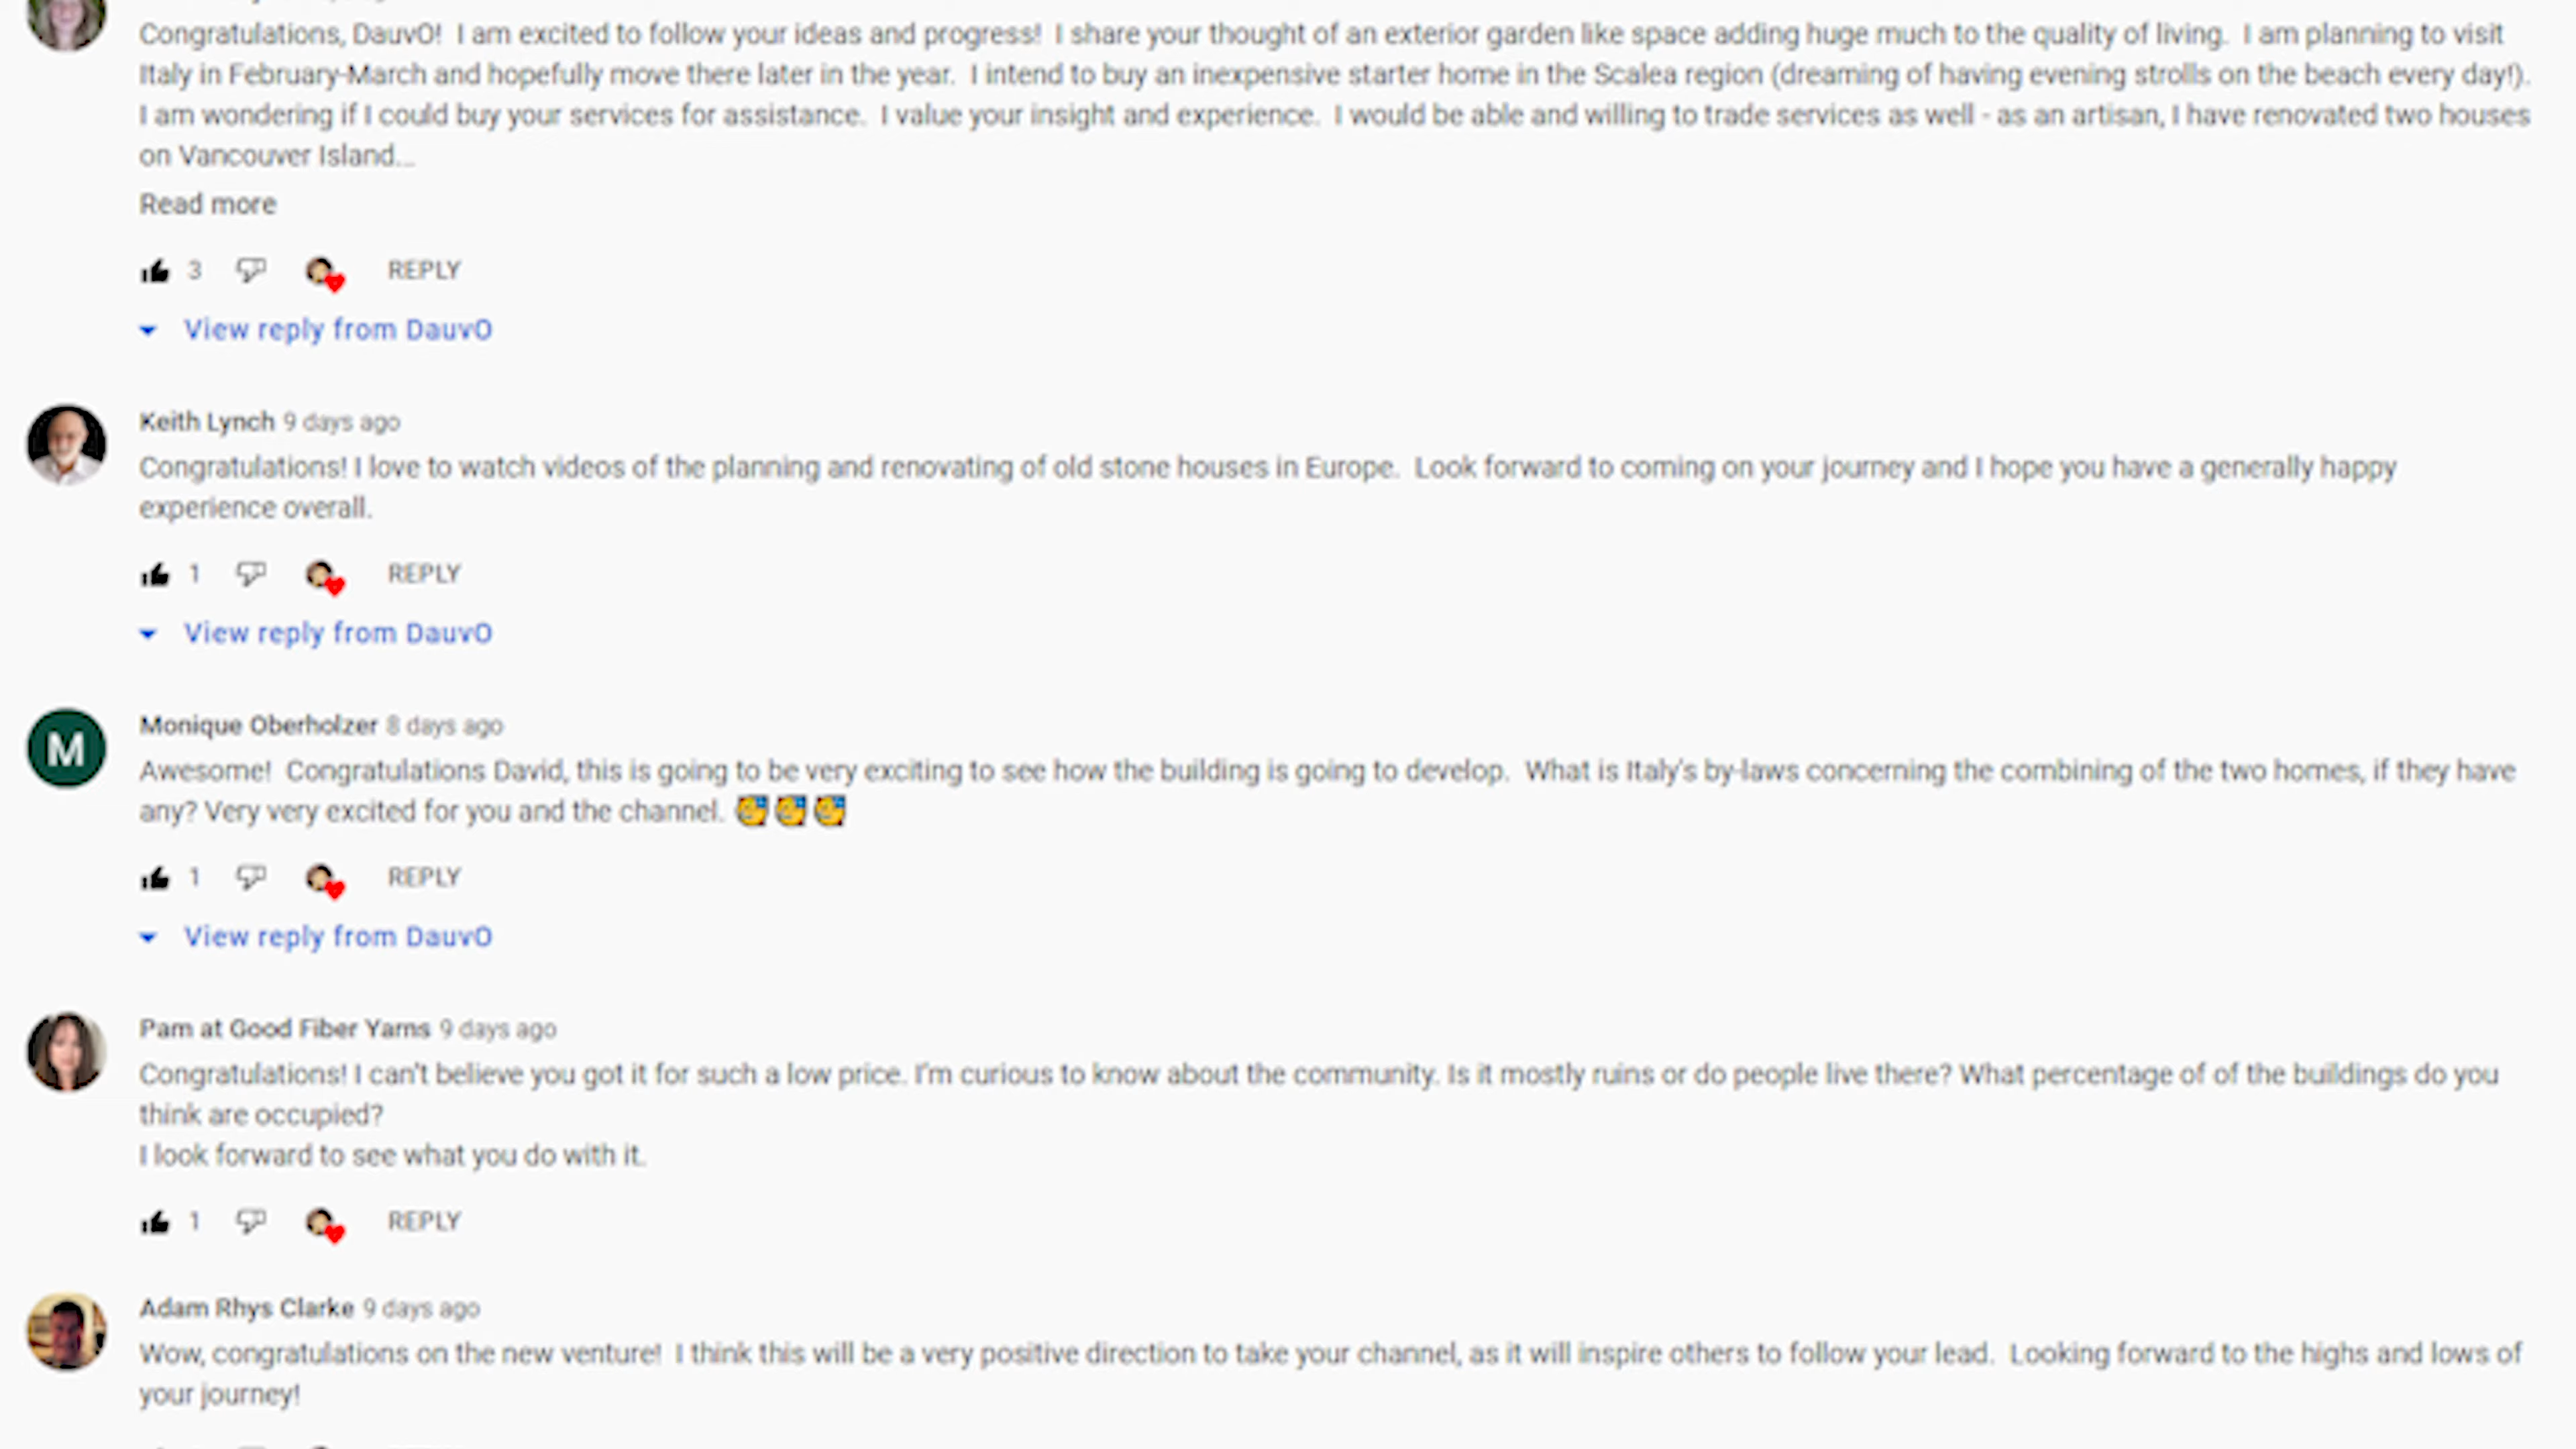 Congratulations, DauvO! I am excited to follow your ideas and progress! I share your thought of an exterior garden like space adding huge much to the quality of living. I am planning to visit
Italy in February-March and hopefully move there later in the year. I intend to buy an inexpensive starter home in the Scalea region (dreaming of having evening strolls on the beach every day!).
I am wondering if I could buy your services for assistance. I value your insight and experience. I would be able and willing to trade services as well - as an artisan, I have renovated two houses
on Vancouver Island...
Read more
3 REPLY
View reply from DauvO
Keith Lynch 9 days ago
Congratulations! I love to watch videos of the planning and renovating of old stone houses in Europe. Look forward to coming on your journey and I hope you have a generally happy
experience overall.
1 REPLY
View reply from DauvO
M
Monique Oberholzer 8 days ago
Awesome! Congratulations David, this is going to be very exciting to see how the building is going to develop. What is Italy's by-laws concerning the combining of the two homes, if they have
any? Very very excited for you and the channel. 🥳🥳🥳
1 REPLY
View reply from DauvO
Pam at Good Fiber Yarns 9 days ago
Congratulations! I can't believe you got it for such a low price. I'm curious to know about the community. Is it mostly ruins or do people live there? What percentage of of the buildings do you
think are occupied?
I look forward to see what you do with it.
1 REPLY
Adam Rhys Clarke 9 days ago
Wow, congratulations on the new venture! I think this will be a very positive direction to take your channel, as it will inspire others to follow your lead. Looking forward to the highs and lows of
your journey!